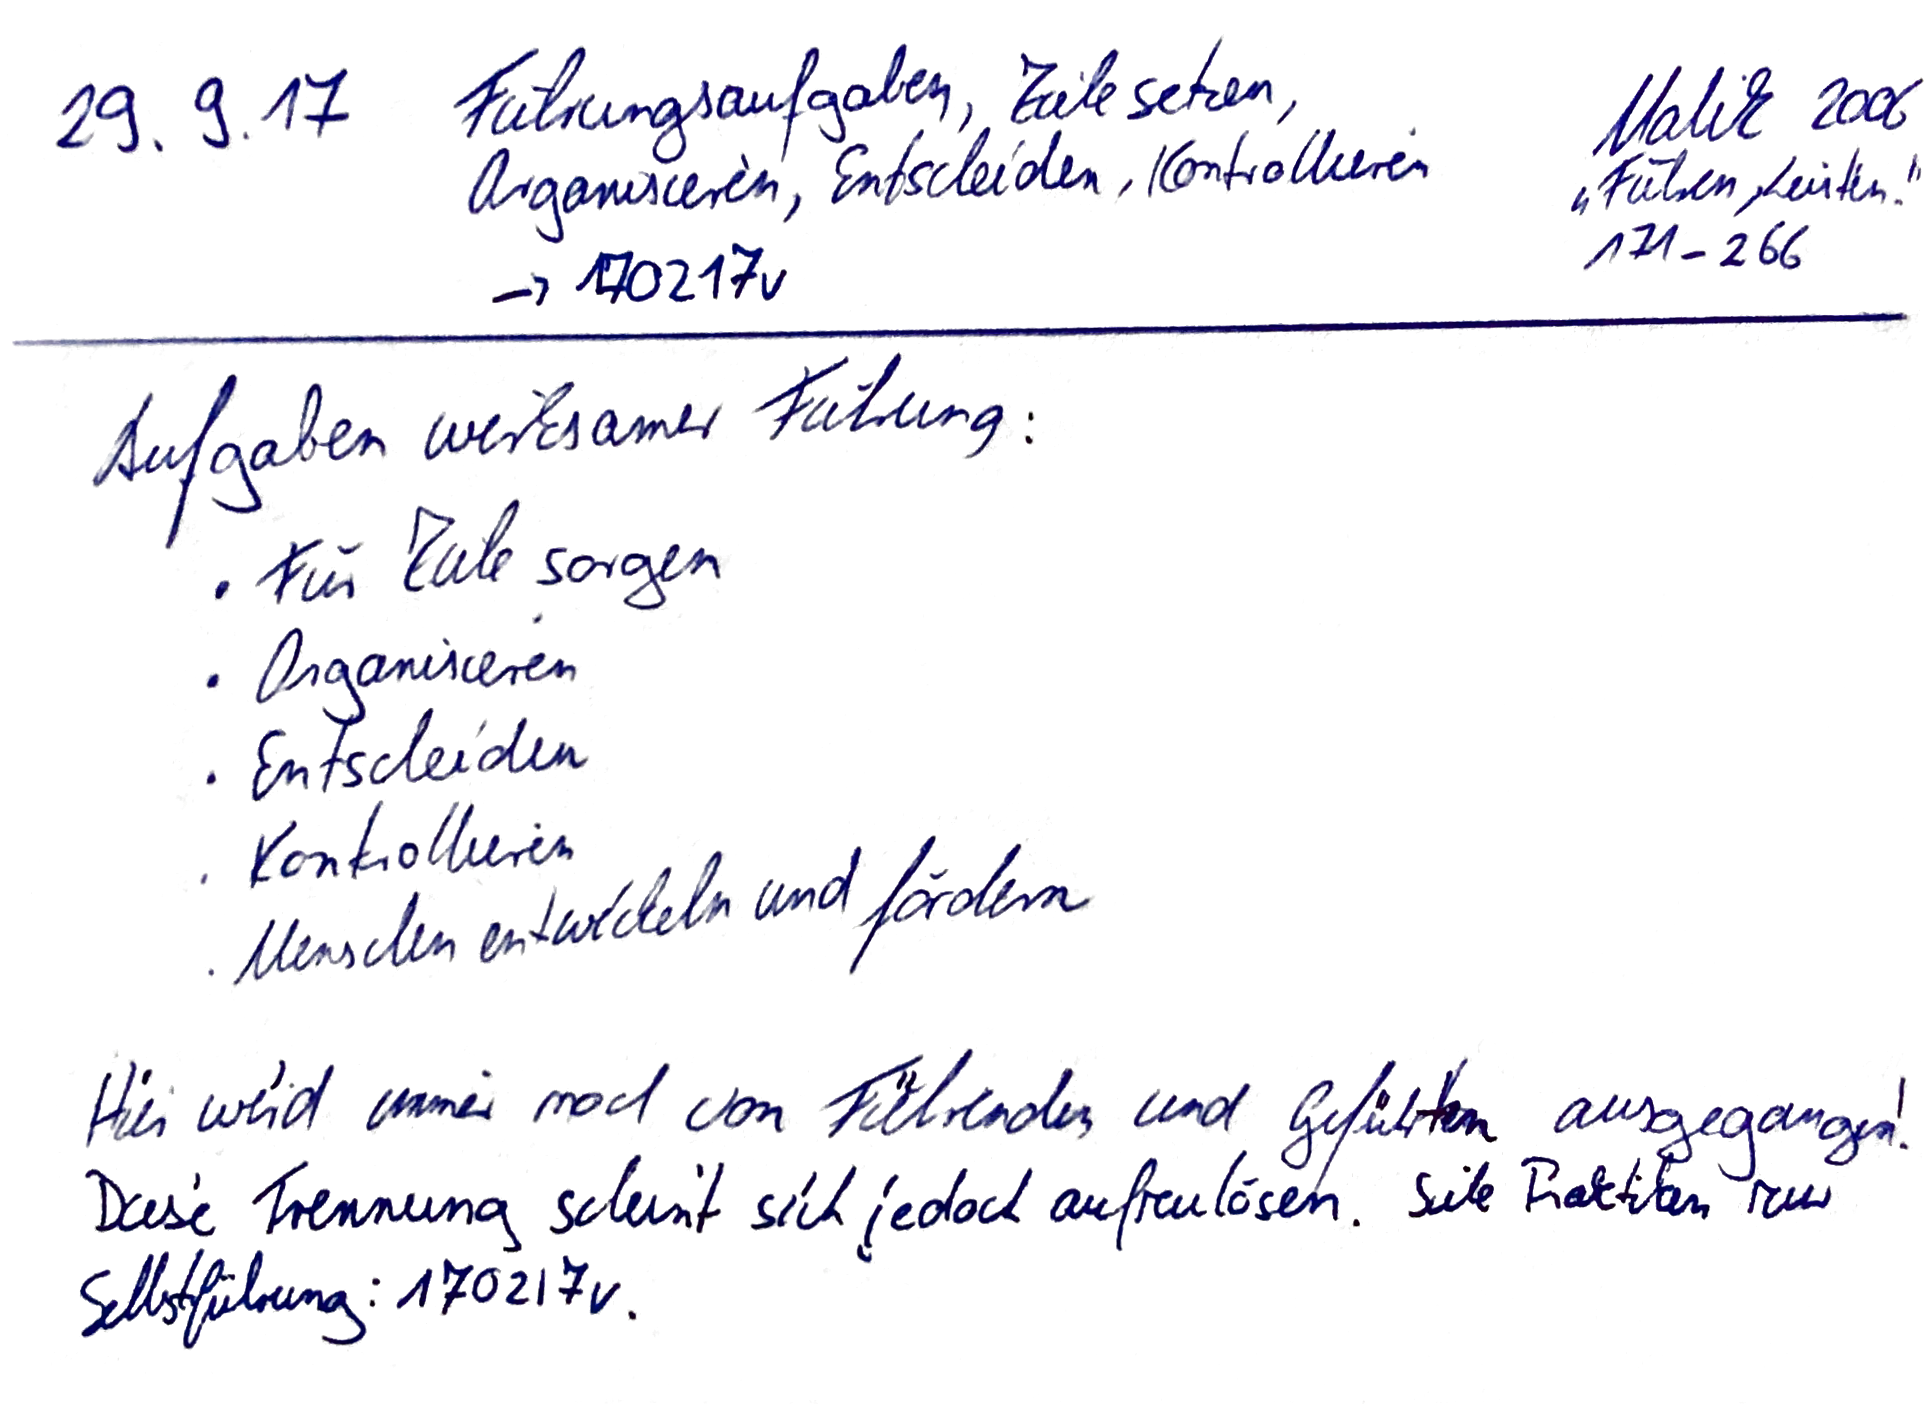 29.9.17 Führungsaufgaben, Ziele setzen, Malik 2006
Organisieren, Entscheiden, Kontrollieren "Führen, Leisten."
→ 170217v 171-266
Aufgaben wirksamer Führung:
• Für Ziele sorgen
• Organisieren
• Entscheiden
• Kontrollieren
• Menschen entwickeln und fördern
Hier wird immer noch von Führenden und Geführten ausgegangen!
Diese Trennung scheint sich jedoch aufzulösen. Siehe Praktiken zur
Selbstführung: 170217v.